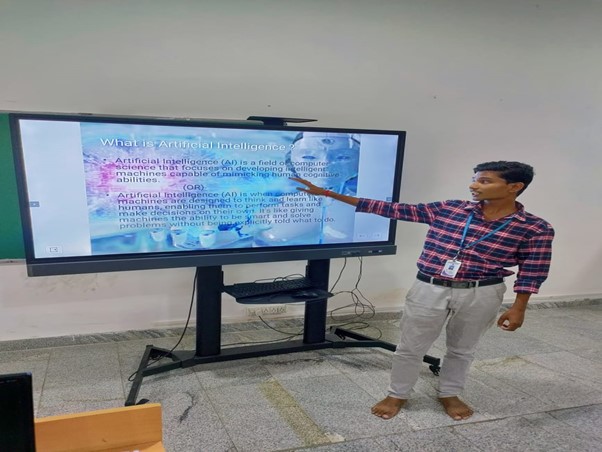 What is Artificial Intelligence ?
• Artificial Intelligence (AI) is a field of computer
science that focuses on developing intelligent
machines capable of mimicking human cognitive
abilities.
(OR)
Artificial Intelligence (AI) is when computers
machines are designed to think and learn like
humans, enabling them to perform tasks and
make decisions on their own. It's like giving
machines the ability to be smart and solve
problems without being explicitly told what to do.